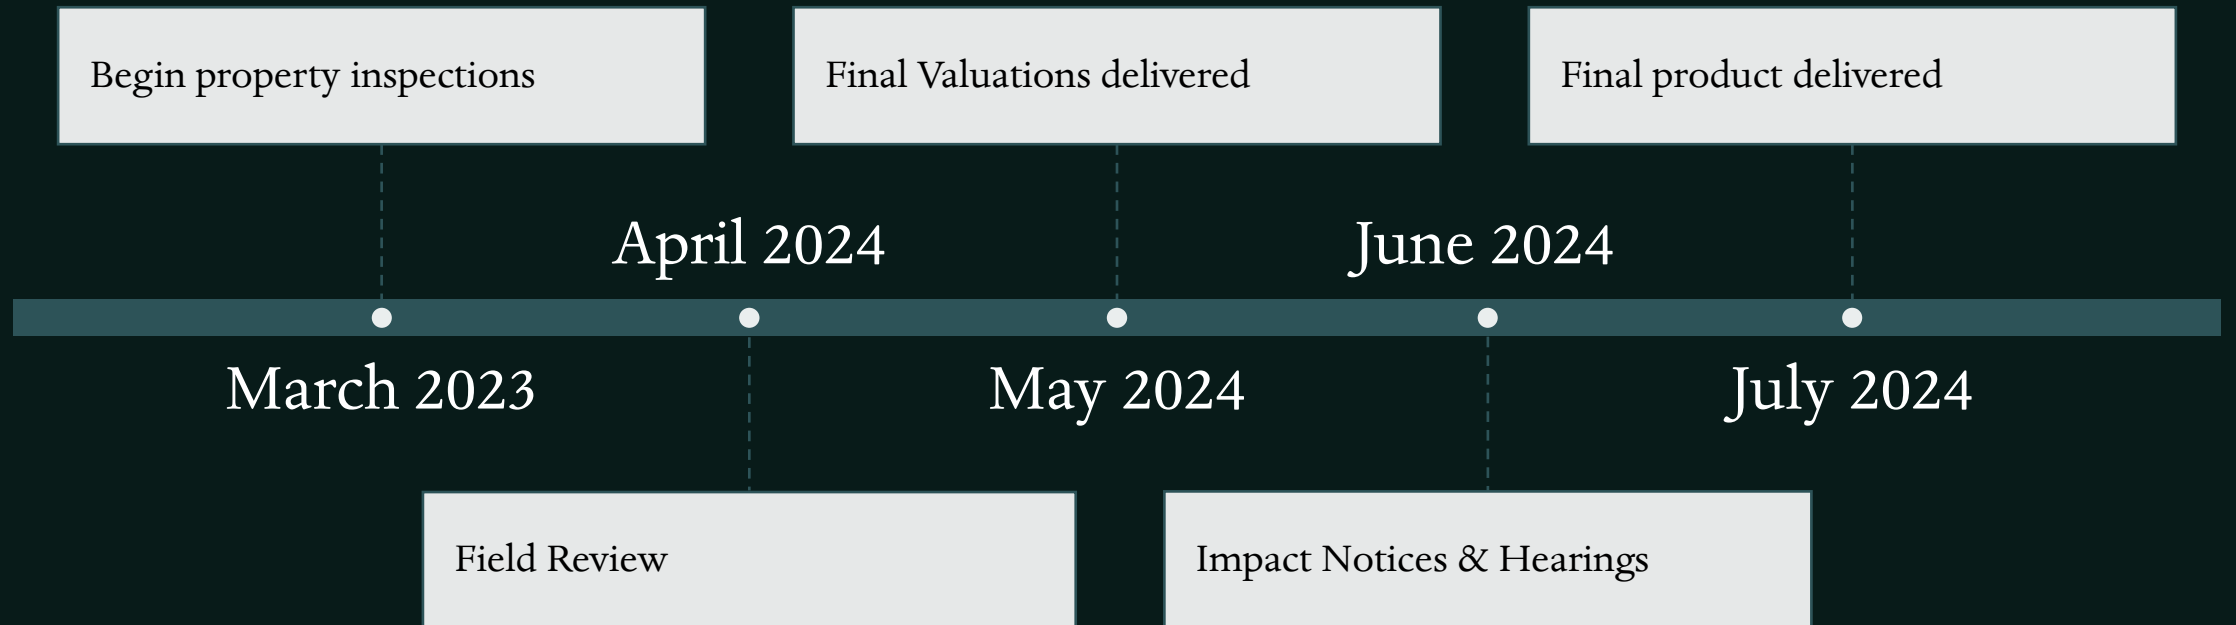 Begin property inspections
Final Valuations delivered
Final product delivered
April 2024
June 2024
March 2023
May 2024
July 2024
Field Review
Impact Notices & Hearings